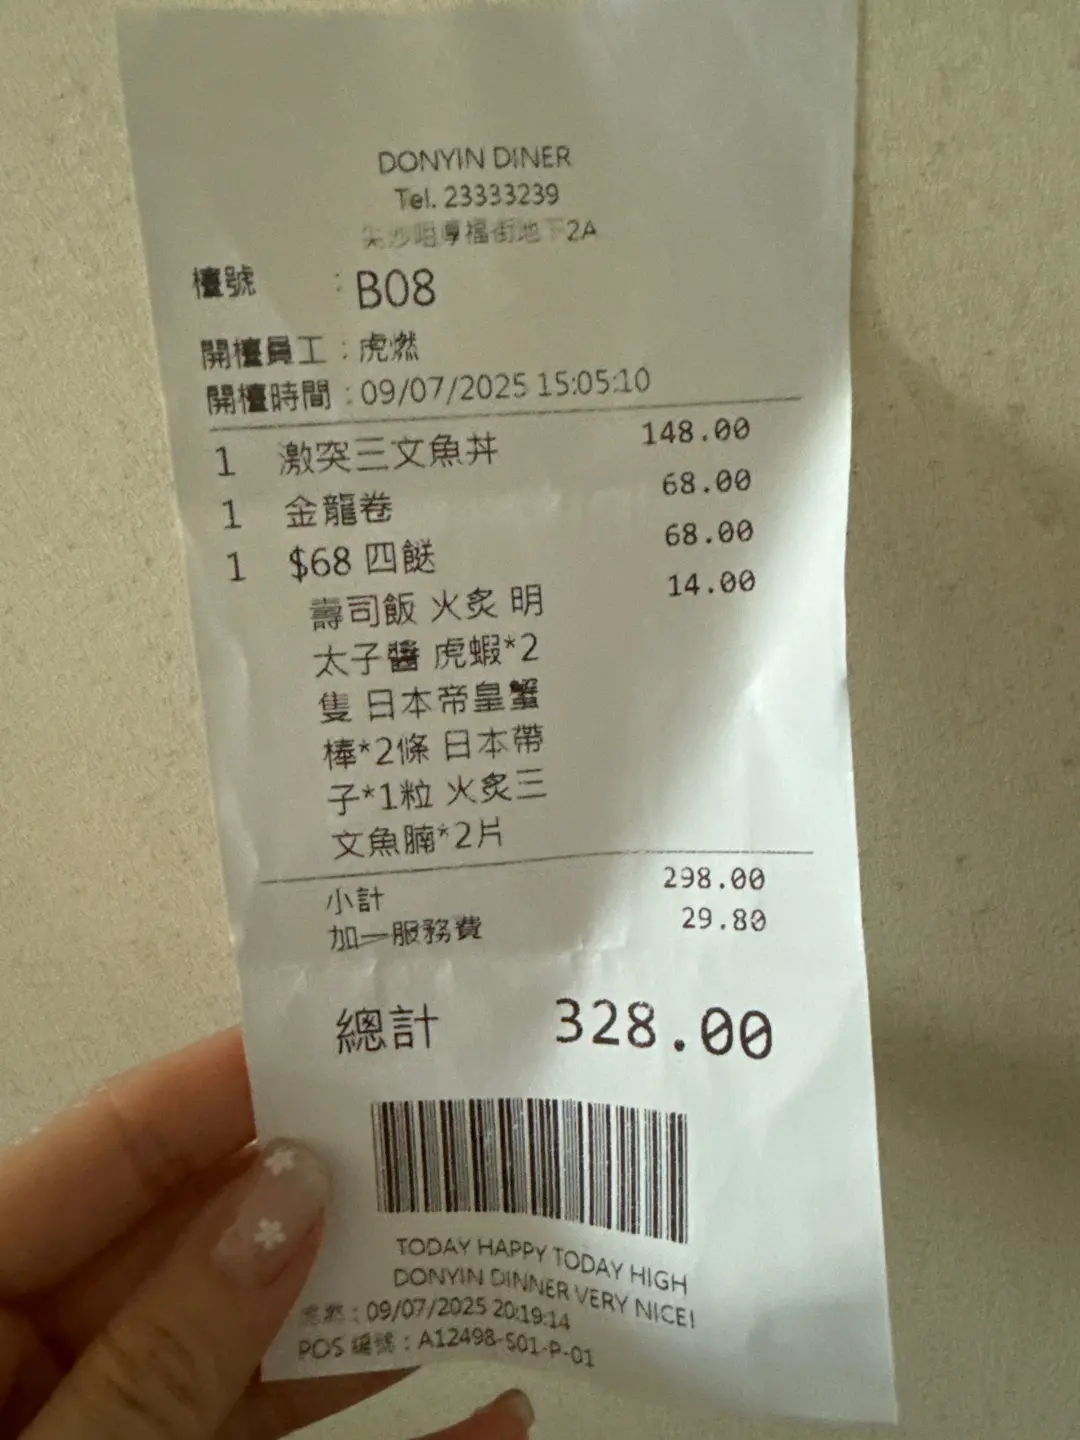 DONYIN DINER
Tel. 23333239
尖沙咀厚福街地下2A
檯號 : B08
開檯員工 : 虎燃
開檯時間 : 09/07/2025 15:05:10
1 激突三文魚丼 148.00
1 金龍卷 68.00
1 $68 四餸 68.00
壽司飯 火炙 明 14.00
太子醬 虎蝦*2
隻 日本帝皇蟹
棒*2條 日本帶
子*1粒 火炙三
文魚腩*2片
小計 298.00
加一服務費 29.80
總計 328.00
TODAY HAPPY TODAY HIGH
DONYIN DINNER VERY NICE!
: 09/07/2025 20:19:14
POS 編號 : A12498-S01-P-01